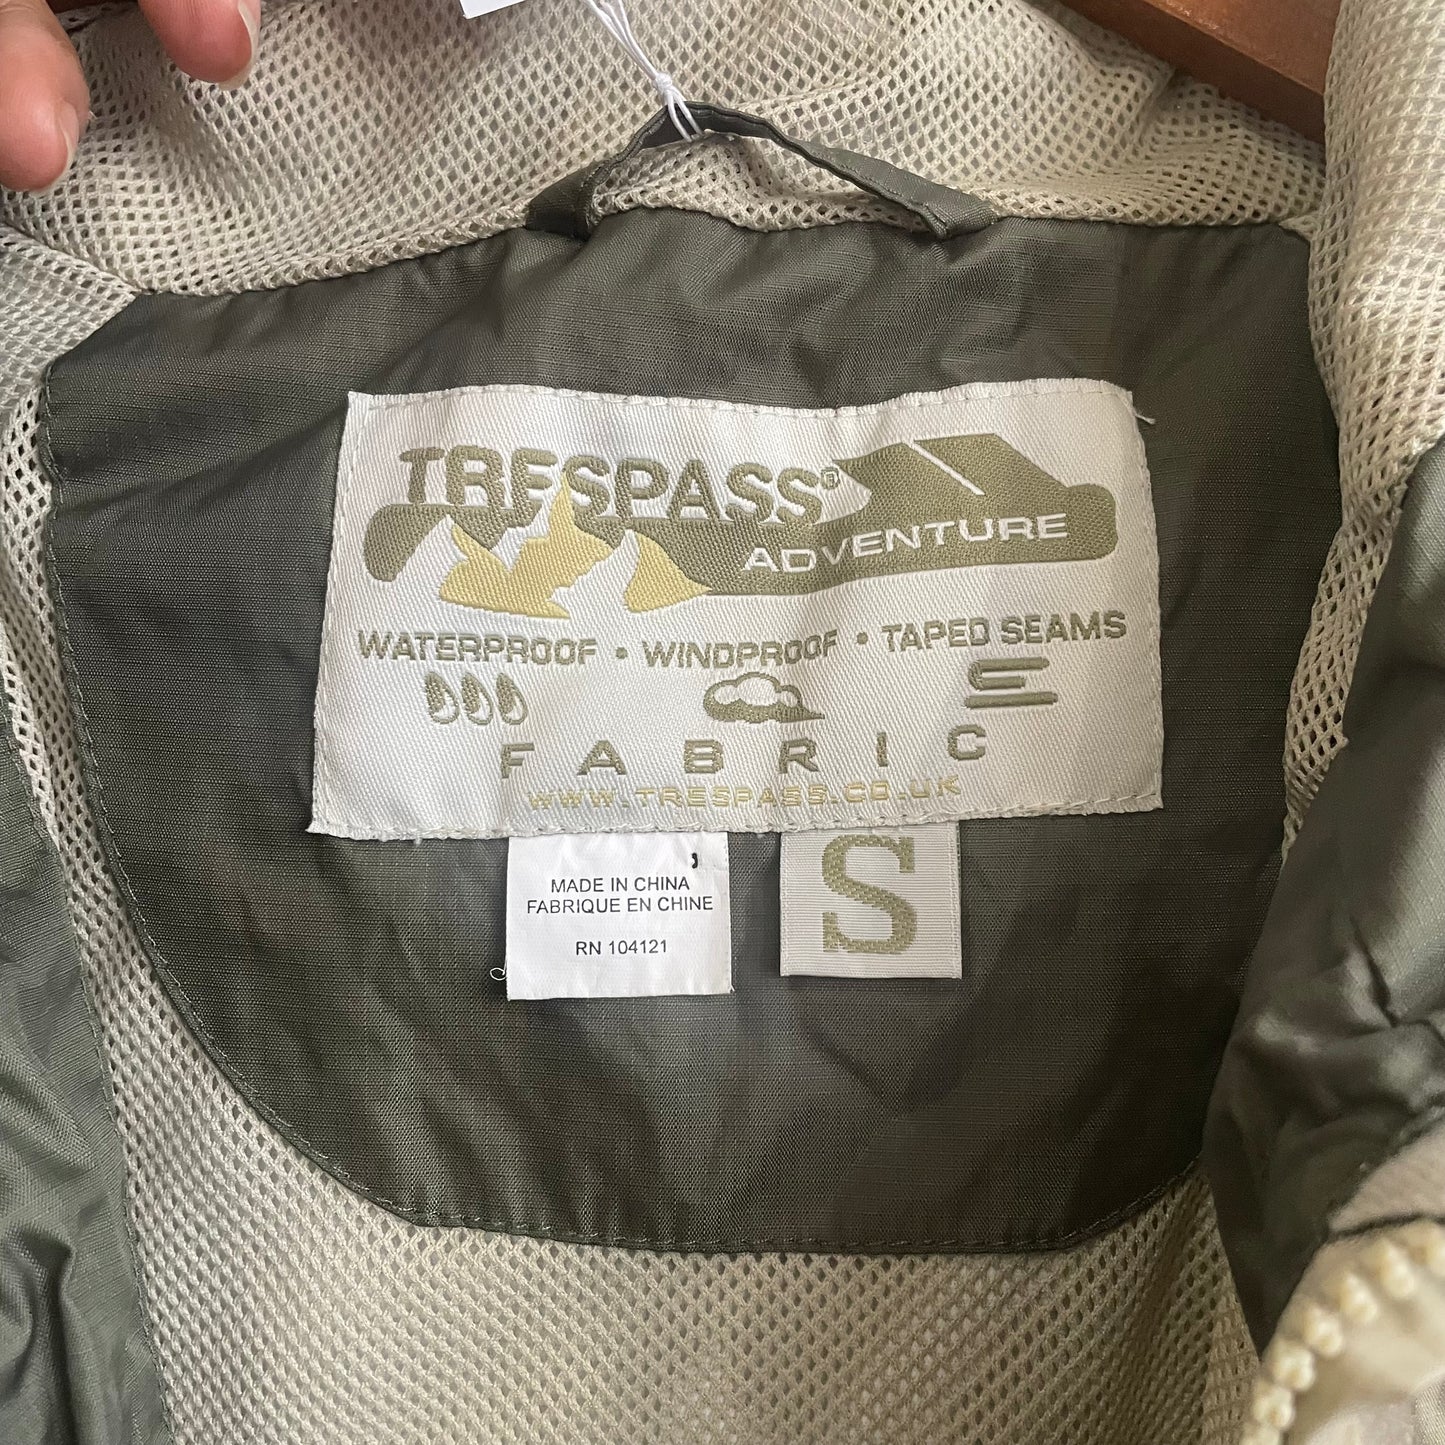 TRESPASS®
ADVENTURE
WATERPROOF • WINDPROOF • TAPED SEAMS
FABRIC
WWW.TRESPASS.CO.UK
MADE IN CHINA
FABRIQUE EN CHINE
RN 104121
S